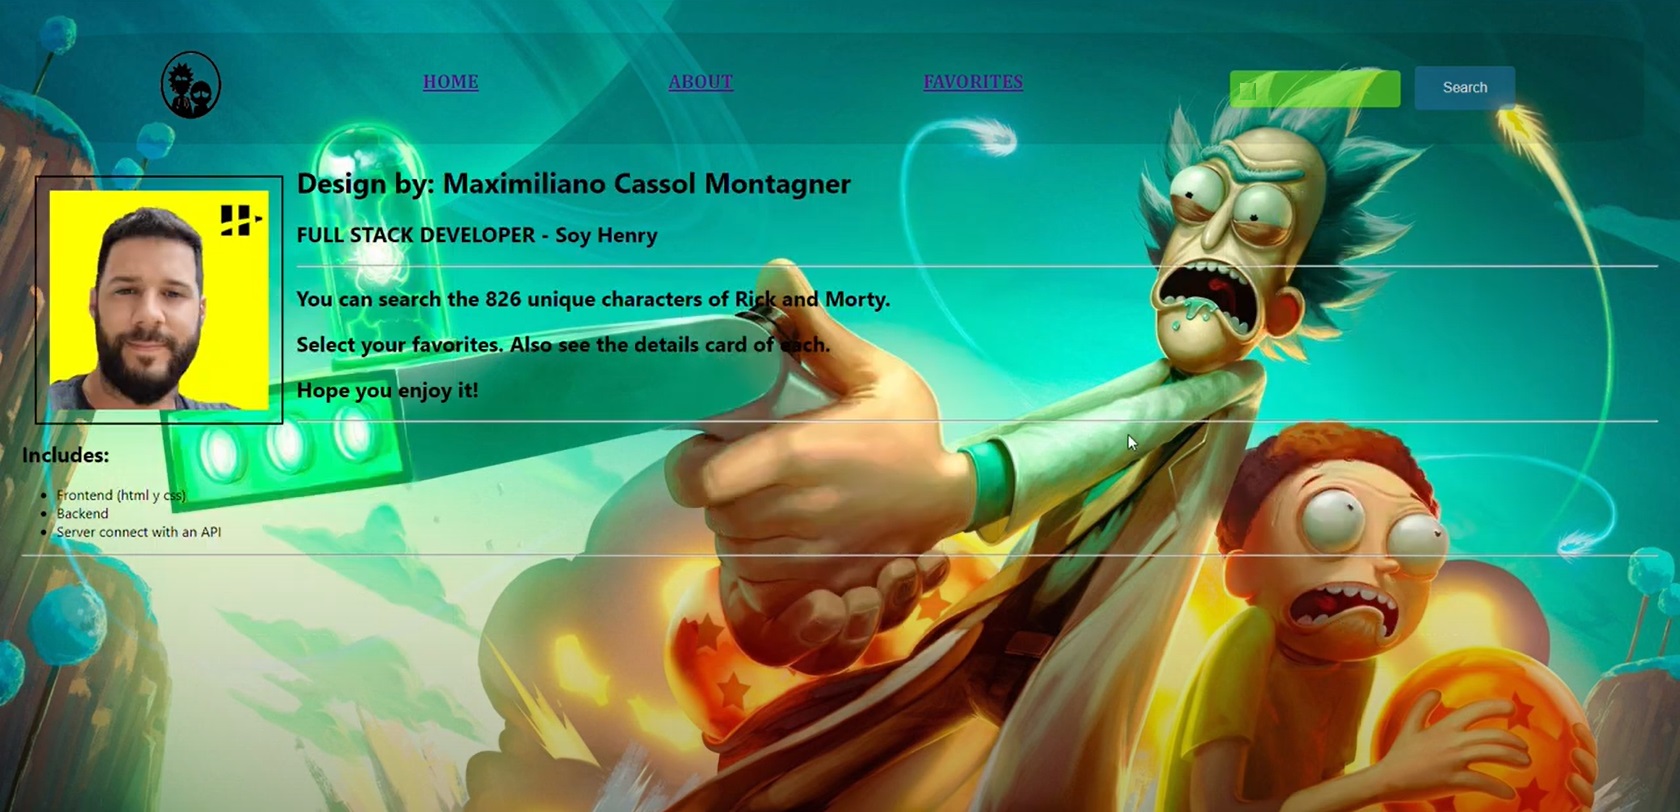 HOME
ABOUT
FAVORITES
Search
Design by: Maximiliano Cassol Montagner
FULL STACK DEVELOPER - Soy Henry
You can search the 826 unique characters of Rick and Morty.
Select your favorites. Also see the details card of each.
Hope you enjoy it!
Includes:
Frontend (html y css)
Backend
Server connect with an API